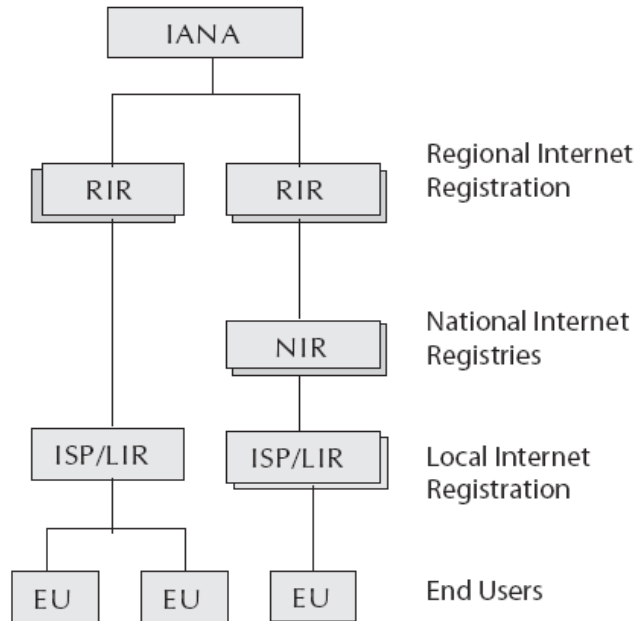 IANA
RIR RIR
Regional Internet
Registration
NIR
National Internet
Registries
ISP/LIR ISP/LIR
Local Internet
Registration
EU EU EU
End Users